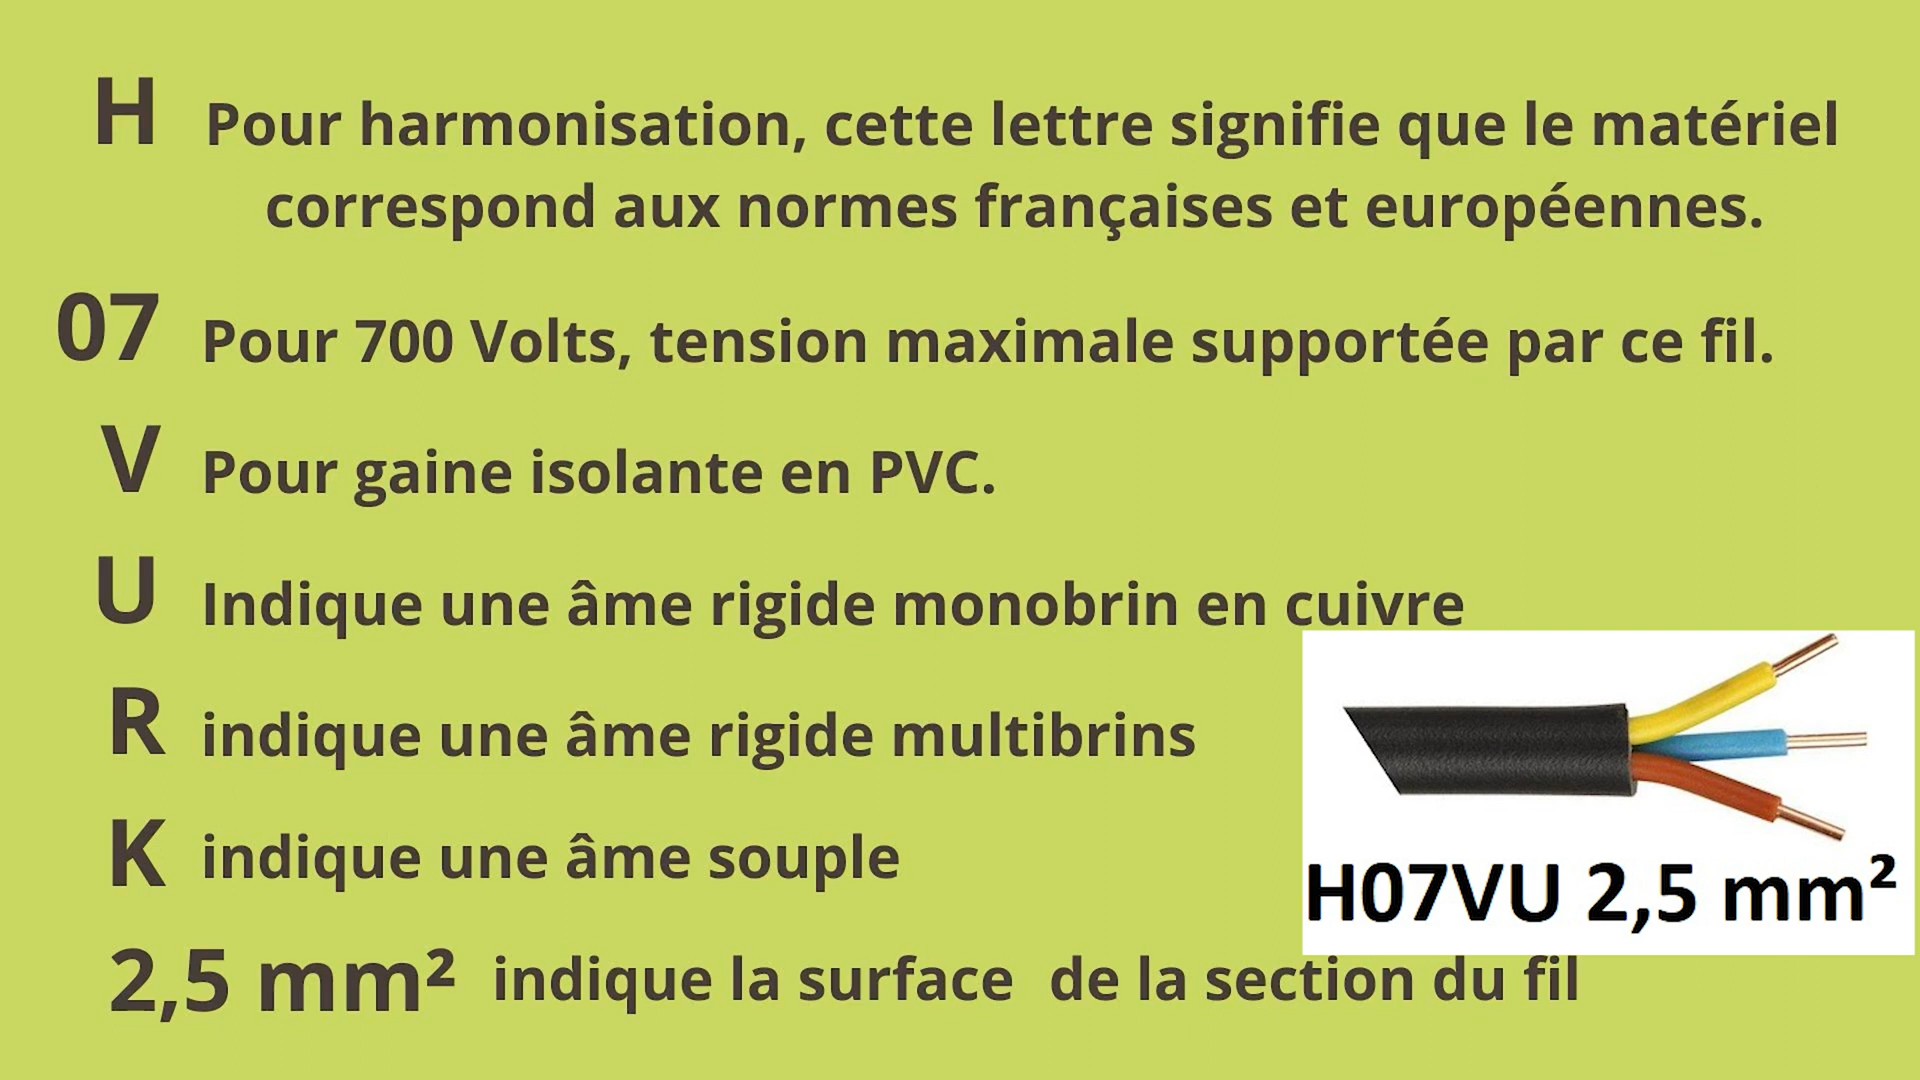 H Pour harmonisation, cette lettre signifie que le matériel
correspond aux normes françaises et européennes.
07 Pour 700 Volts, tension maximale supportée par ce fil.
V Pour gaine isolante en PVC.
U Indique une âme rigide monobrin en cuivre
R indique une âme rigide multibrins
K indique une âme souple
H07VU 2,5 mm²
2,5 mm² indique la surface de la section du fil